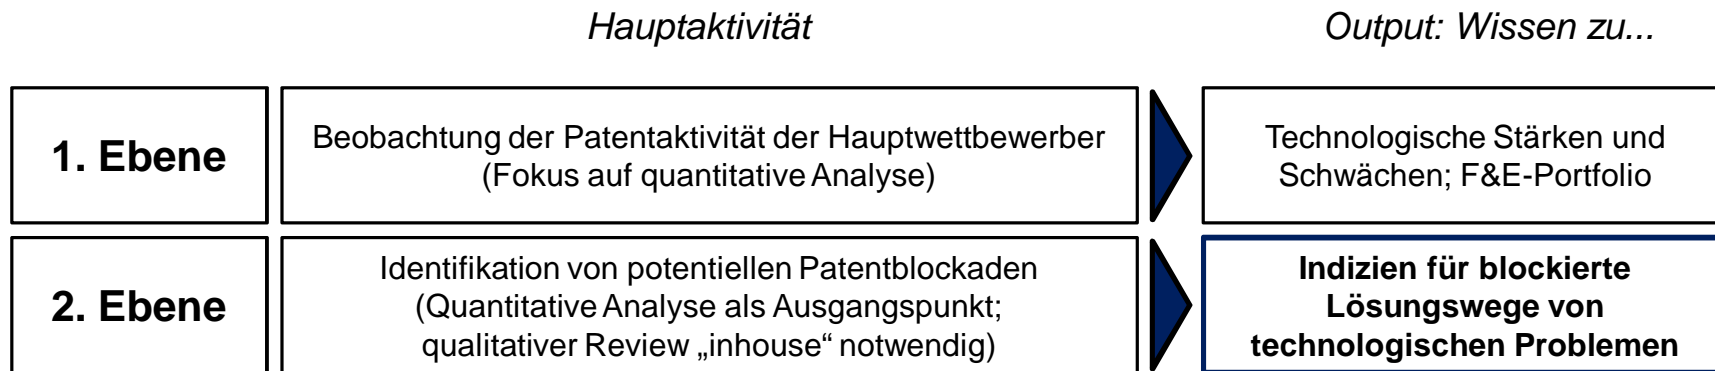 Hauptaktivität
Output: Wissen zu...
1. Ebene
Beobachtung der Patentaktivität der Hauptwettbewerber
(Fokus auf quantitative Analyse)
Technologische Stärken und
Schwächen; F&E-Portfolio
2. Ebene
Identifikation von potentiellen Patentblockaden
(Quantitative Analyse als Ausgangspunkt;
qualitativer Review „inhouse“ notwendig)
Indizien für blockierte
Lösungswege von
technologischen Problemen